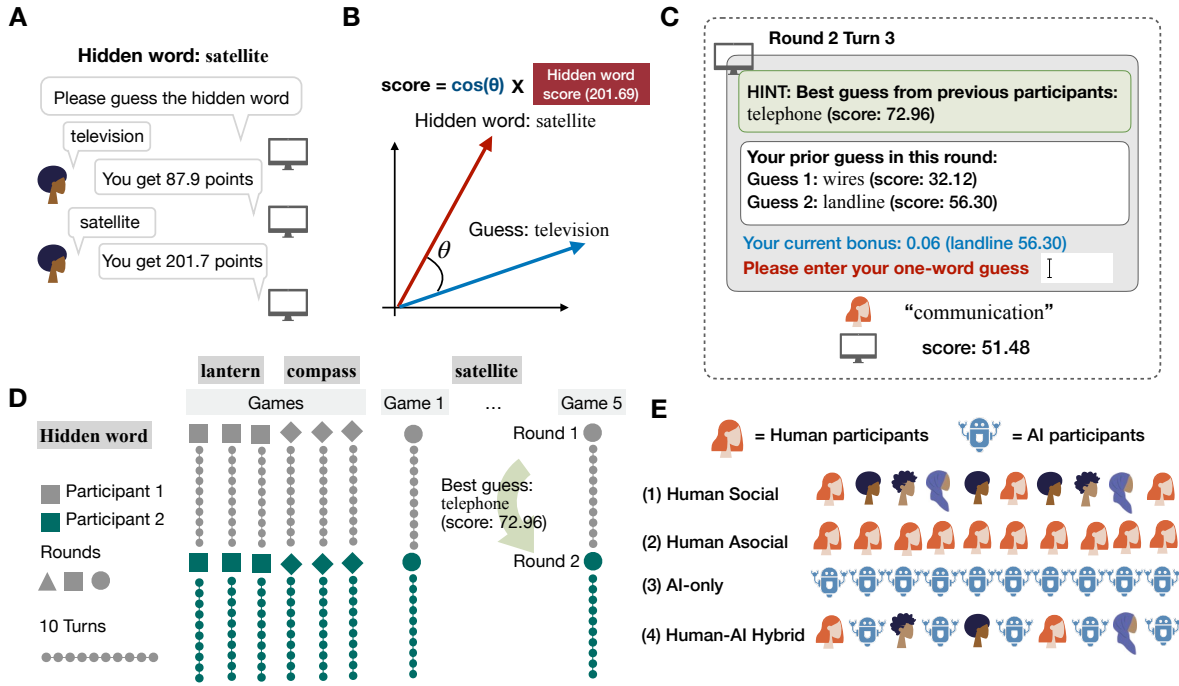 A
Hidden word: satellite
Please guess the hidden word
television
You get 87.9 points
satellite
You get 201.7 points
B
score = cos(θ) X Hidden word
score (201.69)
Hidden word: satellite
Guess: television
θ
C
Round 2 Turn 3
HINT: Best guess from previous participants:
telephone (score: 72.96)
Your prior guess in this round:
Guess 1: wires (score: 32.12)
Guess 2: landline (score: 56.30)
Your current bonus: 0.06 (landline 56.30)
Please enter your one-word guess
“communication”
score: 51.48
D
lantern compass satellite
Games Game 1 … Game 5
Hidden word
Round 1
Participant 1
Participant 2
Best guess:
telephone
(score: 72.96)
Rounds
Round 2
10 Turns
E
= Human participants = AI participants
(1) Human Social
(2) Human Asocial
(3) AI-only
(4) Human-AI Hybrid